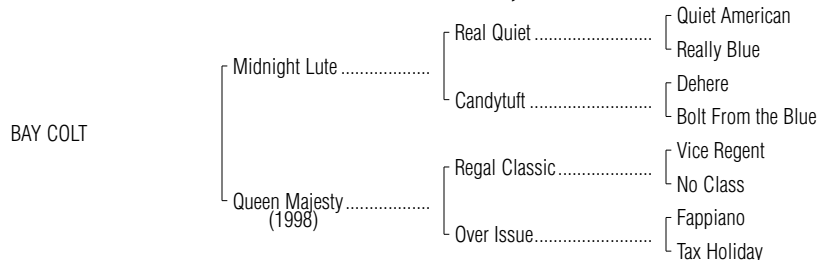 Quiet American
Real Quiet ..............................
Really Blue
Midnight Lute ...................
Dehere
Candytuft ...............................
Bolt From the Blue
BAY COLT
Vice Regent
Regal Classic........................
No Class
Queen Majesty..................
(1998)
Fappiano
Over Issue..............................
Tax Holiday